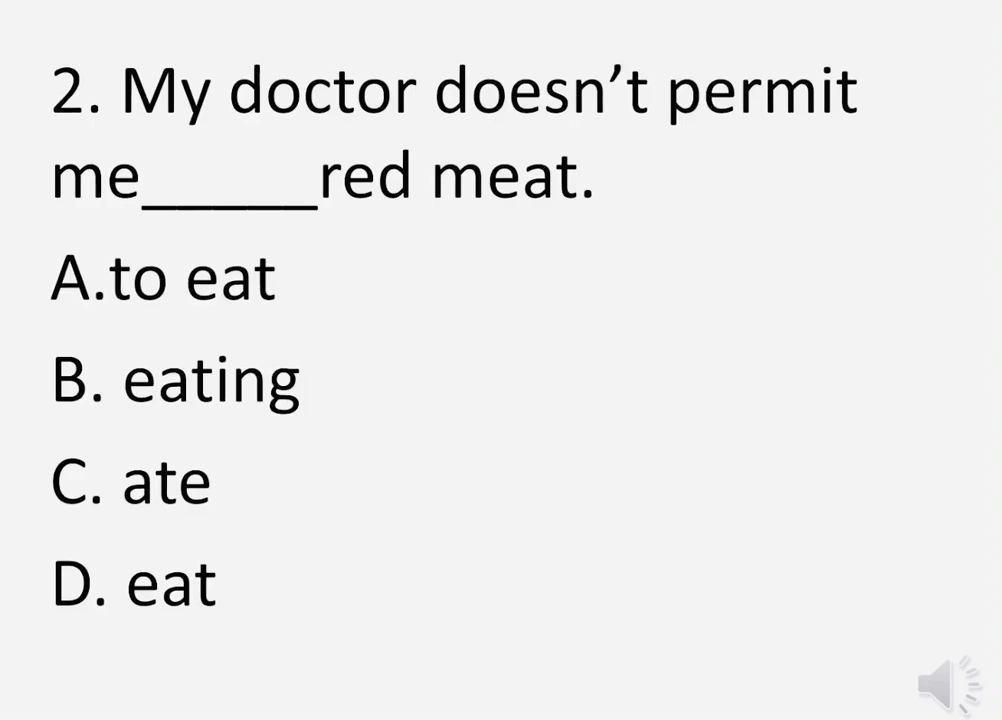 2. My doctor doesn’t permit
me_____red meat.
A.to eat
B. eating
C. ate
D. eat